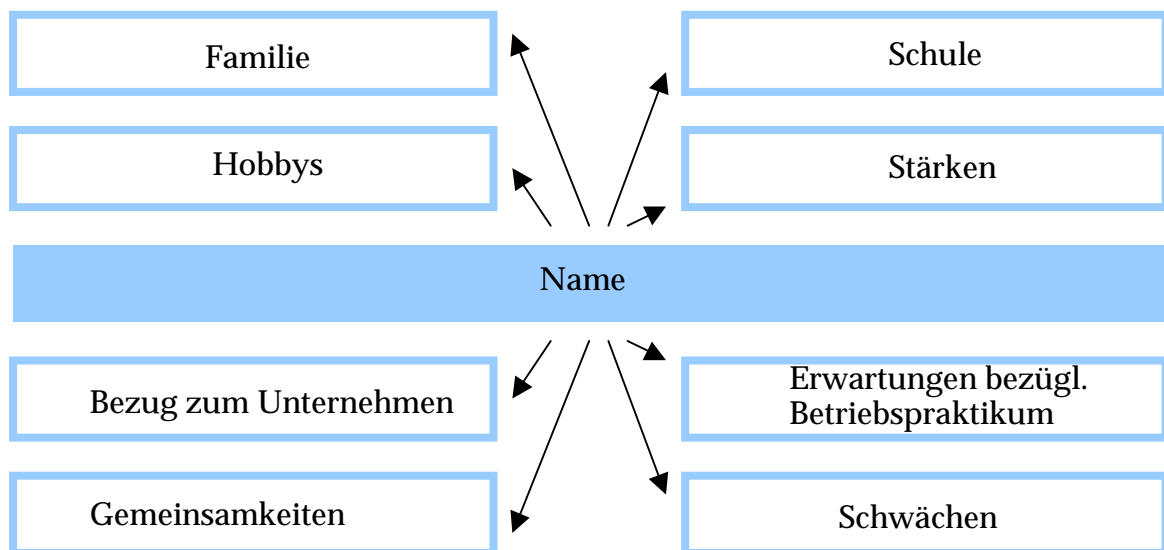 Familie
Schule
Hobbys
Stärken
Name
Bezug zum Unternehmen
Erwartungen bezügl.
Betriebspraktikum
Gemeinsamkeiten
Schwächen